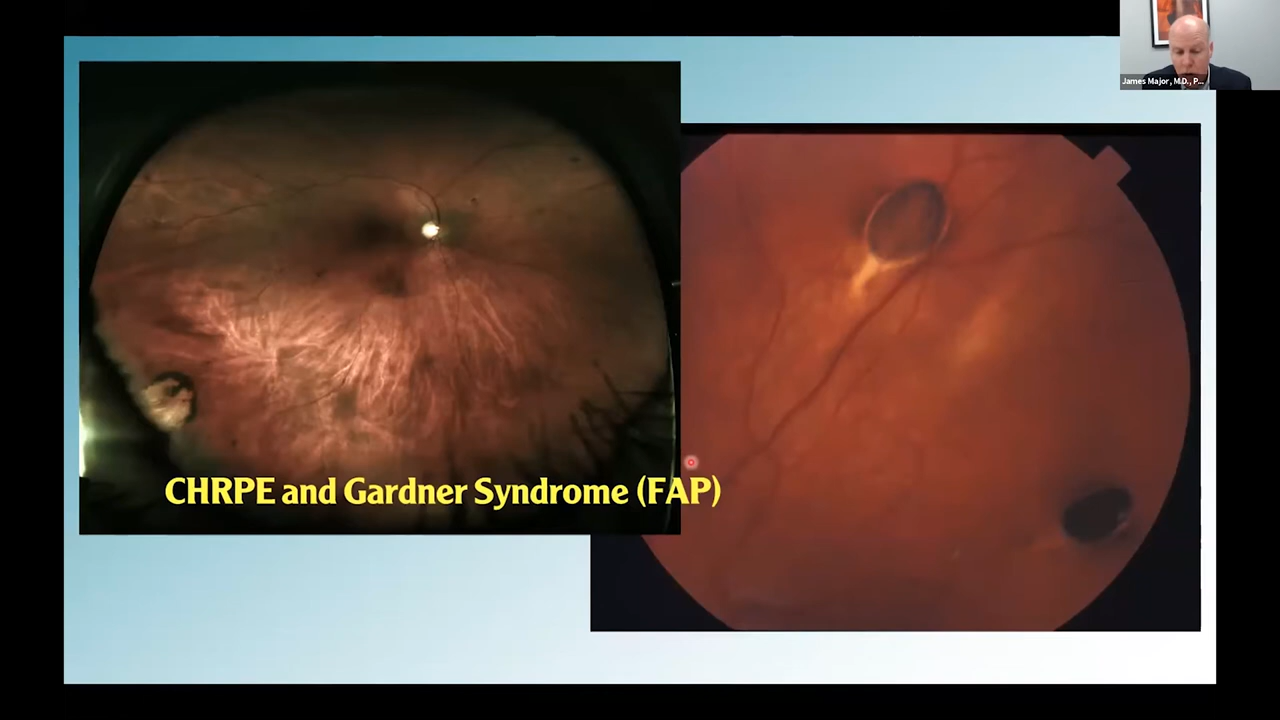 James Major, M.D., P...
CHRPE and Gardner Syndrome (FAP)